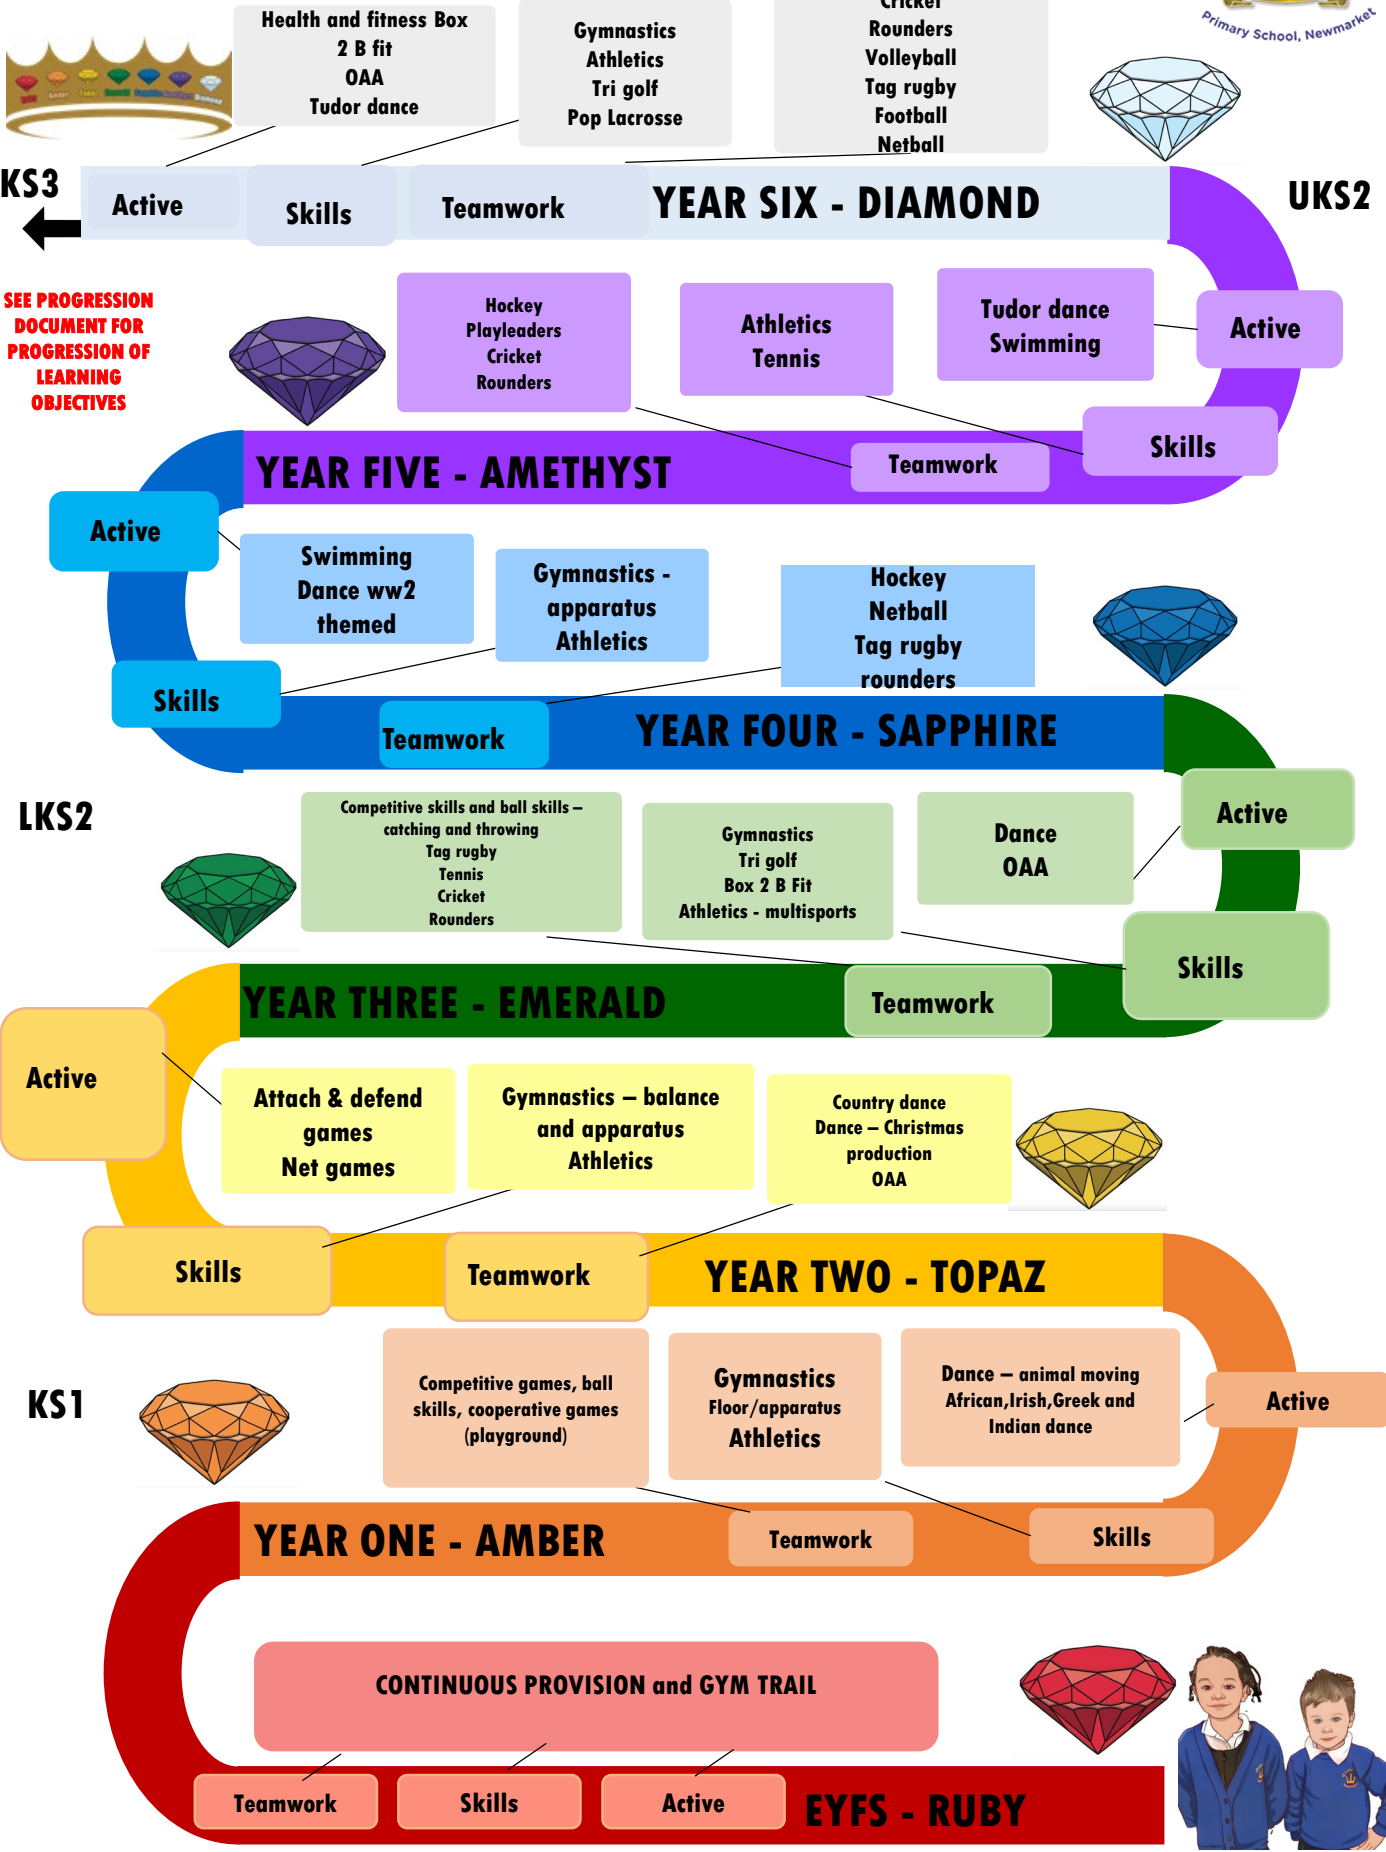 Health and fitness Box
2 B fit
OAA
Tudor dance
Gymnastics
Athletics
Tri golf
Pop Lacrosse
Cricket
Rounders
Volleyball
Tag rugby
Football
Netball
Primary School, Newmarket
KS3
Active
Skills
Teamwork
YEAR SIX - DIAMOND
UKS2
SEE PROGRESSION
DOCUMENT FOR
PROGRESSION OF
LEARNING
OBJECTIVES
Hockey
Playleaders
Cricket
Rounders
Athletics
Tennis
Tudor dance
Swimming
Active
Skills
YEAR FIVE - AMETHYST
Teamwork
Active
Swimming
Dance ww2
themed
Gymnastics -
apparatus
Athletics
Hockey
Netball
Tag rugby
rounders
Skills
Teamwork
YEAR FOUR - SAPPHIRE
LKS2
Competitive skills and ball skills –
catching and throwing
Tag rugby
Tennis
Cricket
Rounders
Gymnastics
Tri golf
Box 2 B Fit
Athletics - multisports
Dance
OAA
Active
Skills
YEAR THREE - EMERALD
Teamwork
Active
Attach & defend
games
Net games
Gymnastics – balance
and apparatus
Athletics
Country dance
Dance – Christmas
production
OAA
Skills
Teamwork
YEAR TWO - TOPAZ
KS1
Competitive games, ball
skills, cooperative games
(playground)
Gymnastics
Floor/apparatus
Athletics
Dance – animal moving
African,Irish,Greek and
Indian dance
Active
YEAR ONE - AMBER
Teamwork
Skills
CONTINUOUS PROVISION and GYM TRAIL
Teamwork
Skills
Active
EYFS - RUBY